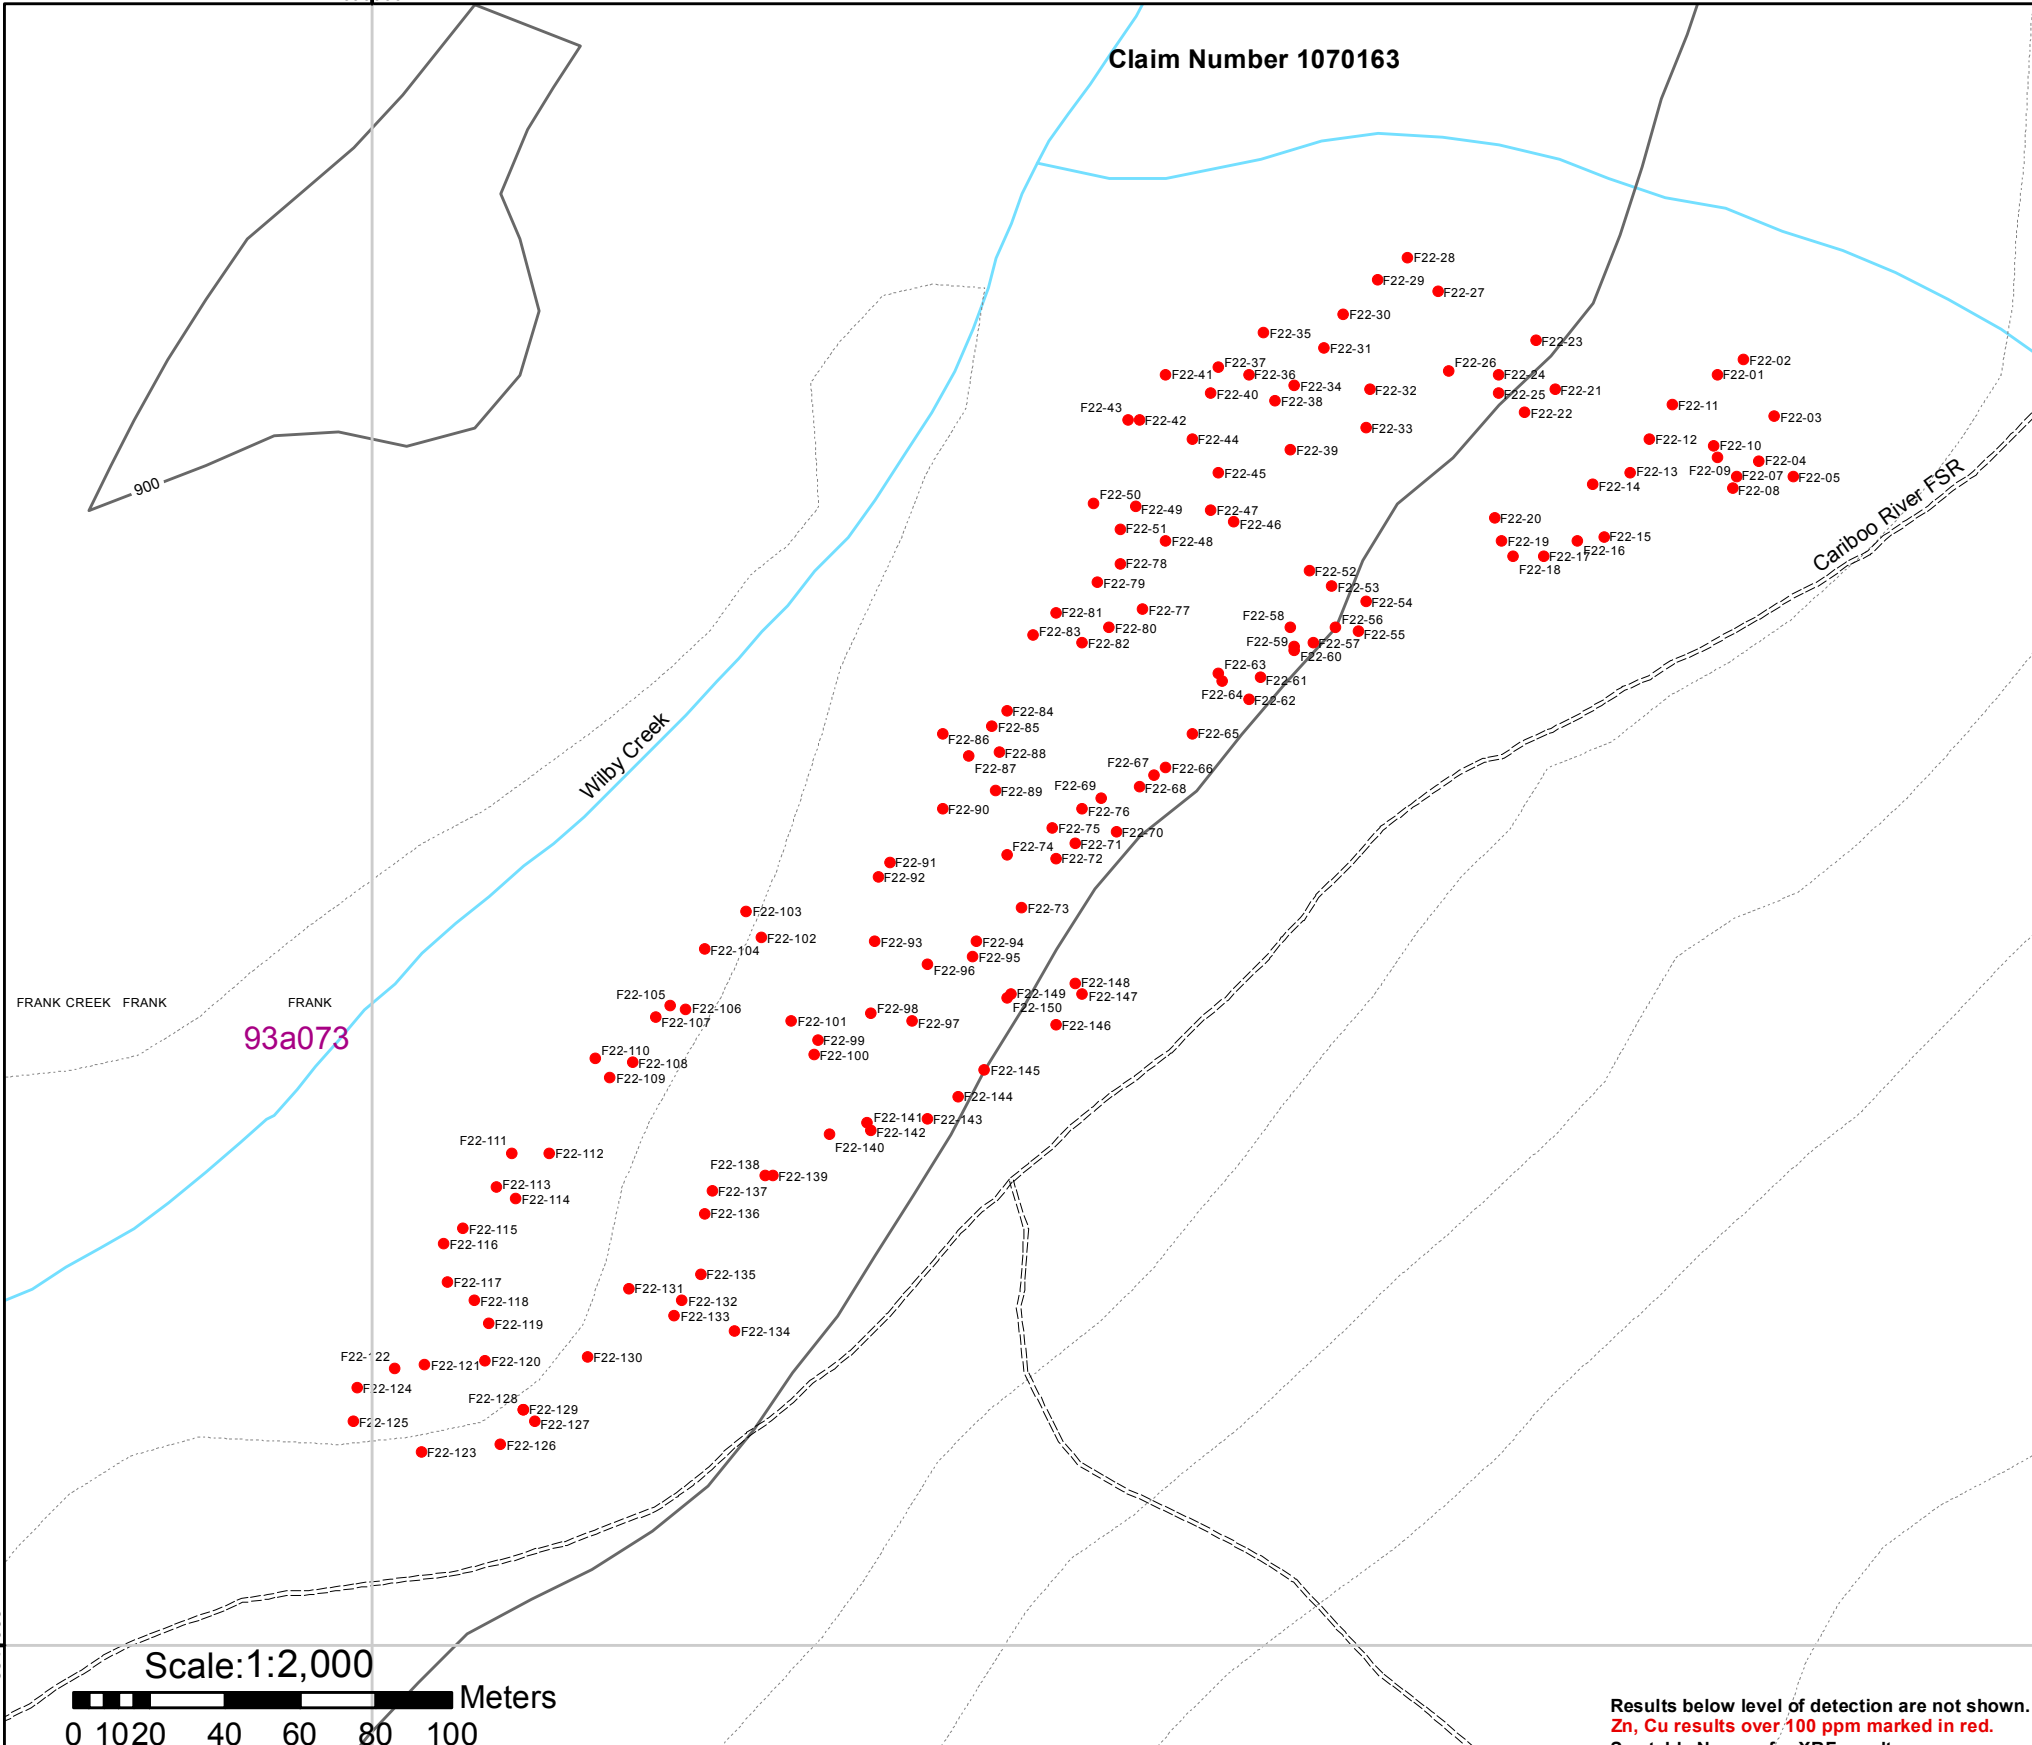 Claim Number 1070163
F22-28
F22-29
F22-27
F22-30
F22-35
F22-31
F22-23
F22-02
F22-37
F22-26
F22-41
F22-36
F22-24
F22-01
F22-34
F22-32
F22-21
F22-40
F22-25
F22-38
F22-11
F22-43
F22-42
F22-22
F22-03
F22-33
F22-44
F22-12
F22-39
F22-10
F22-04
F22-09
F22-45
F22-13
F22-07
F22-05
F22-14
F22-08
900
F22-50
F22-49
F22-47
F22-46
F22-20
F22-51
F22-48
F22-19
F22-15
F22-16
F22-17
F22-18
Cariboo River FSR
F22-78
F22-52
F22-79
F22-53
F22-54
F22-81
F22-77
F22-58
F22-56
F22-83
F22-80
F22-55
F22-82
F22-59
F22-57
F22-60
F22-63
F22-61
F22-64
F22-62
F22-84
F22-85
F22-86
F22-65
F22-88
F22-87
F22-67
F22-66
Wilby Creek
F22-89
F22-69
F22-68
F22-90
F22-76
F22-75
F22-70
F22-74
F22-71
F22-72
F22-91
F22-92
F22-103
F22-73
F22-102
F22-104
F22-93
F22-94
F22-95
F22-96
F22-148
F22-105
F22-149
F22-147
FRANK CREEK FRANK FRANK
F22-106
F22-150
F22-107
F22-101
F22-98
F22-97
F22-146
93a073
F22-99
F22-110
F22-108
F22-100
F22-109
F22-145
F22-144
F22-141
F22-143
F22-142
F22-140
F22-111
F22-112
F22-138
F22-139
F22-113
F22-137
F22-114
F22-136
F22-115
F22-116
F22-135
F22-117
F22-131
F22-118
F22-132
F22-133
F22-119
F22-134
F22-122
F22-121
F22-120
F22-130
F22-124
F22-128
F22-129
F22-125
F22-127
F22-123
F22-126
Scale:1:2,000
Meters
0 10 20 40 60 80 100
Results below level of detection are not shown.
Zn, Cu results over 100 ppm marked in red.